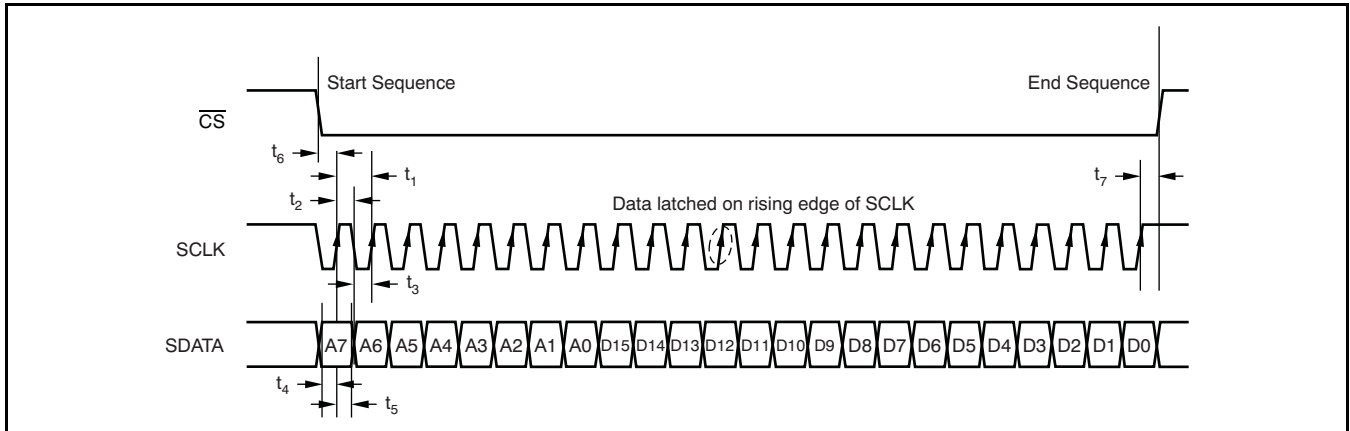 Start Sequence End Sequence
CS
t6
t1
t7
t2
Data latched on rising edge of SCLK
SCLK
t3
SDATA A7 A6 A5 A4 A3 A2 A1 A0 D15 D14 D13 D12 D11 D10 D9 D8 D7 D6 D5 D4 D3 D2 D1 D0
t4
t5